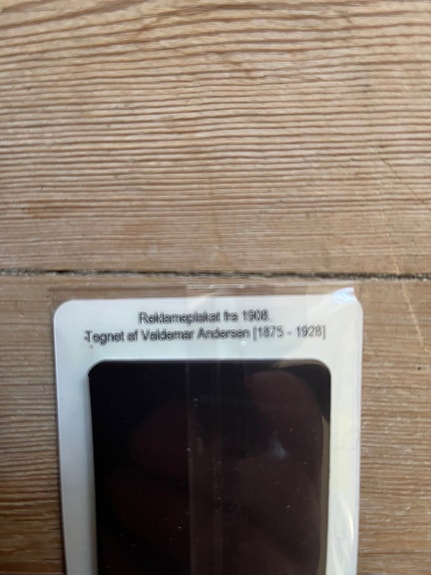 Reklameplakat fra 1908.
Tegnet af Valdemar Andersen [1875 - 1928]